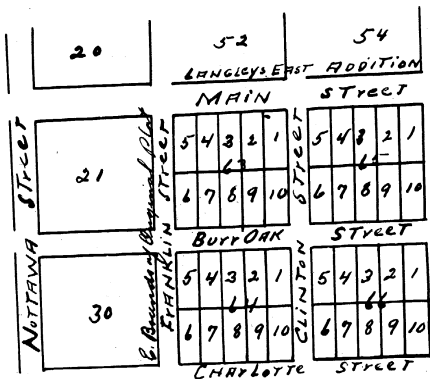 20
52
54
LANGLEYS EAST ADDITION
MAIN STREET
NOTTAWA STREET
21
E. Bounds of Original Plat
FRANKLIN STREET
5 4 3 2 1
63
6 7 8 9 10
CLINTON STREET
5 4 3 2 1
65
6 7 8 9 10
BURR OAK STREET
30
5 4 3 2 1
64
6 7 8 9 10
5 4 3 2 1
66
6 7 8 9 10
CHARLOTTE STREET